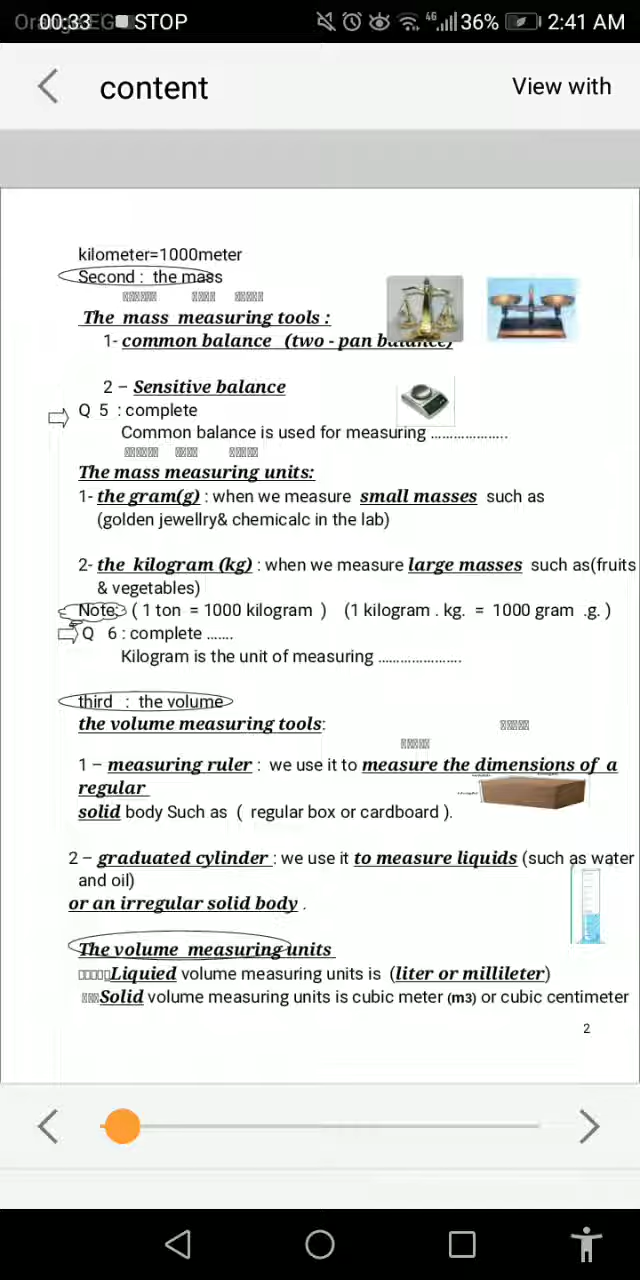 00:33 STOP 4G 36% 2:41 AM
content View with
kilometer=1000meter
Second : the mass
The mass measuring tools :
1- common balance (two - pan balance)
2 – Sensitive balance
Q 5 : complete
Common balance is used for measuring ....................
The mass measuring units:
1- the gram(g) : when we measure small masses such as
(golden jewellry& chemicalc in the lab)
2- the kilogram (kg) : when we measure large masses such as(fruits
& vegetables)
Note: ( 1 ton = 1000 kilogram ) (1 kilogram . kg. = 1000 gram .g. )
Q 6 : complete .......
Kilogram is the unit of measuring ......................
third : the volume
the volume measuring tools:
1 – measuring ruler : we use it to measure the dimensions of a
regular
solid body Such as ( regular box or cardboard ).
2 – graduated cylinder : we use it to measure liquids (such as water
and oil)
or an irregular solid body .
The volume measuring units
Liquied volume measuring units is (liter or millileter)
Solid volume measuring units is cubic meter (m3) or cubic centimeter
2